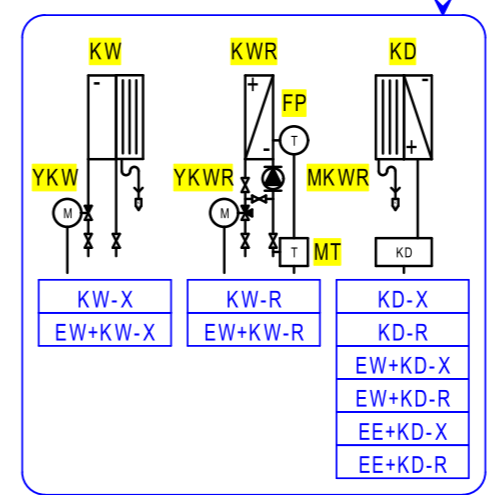 KW KWR KD
- + FP
T
- +
YKW YKWR MKWR
M M
T MT KD
KW-X KW-R KD-X
EW+KW-X EW+KW-R KD-R
EW+KD-X
EW+KD-R
EE+KD-X
EE+KD-R